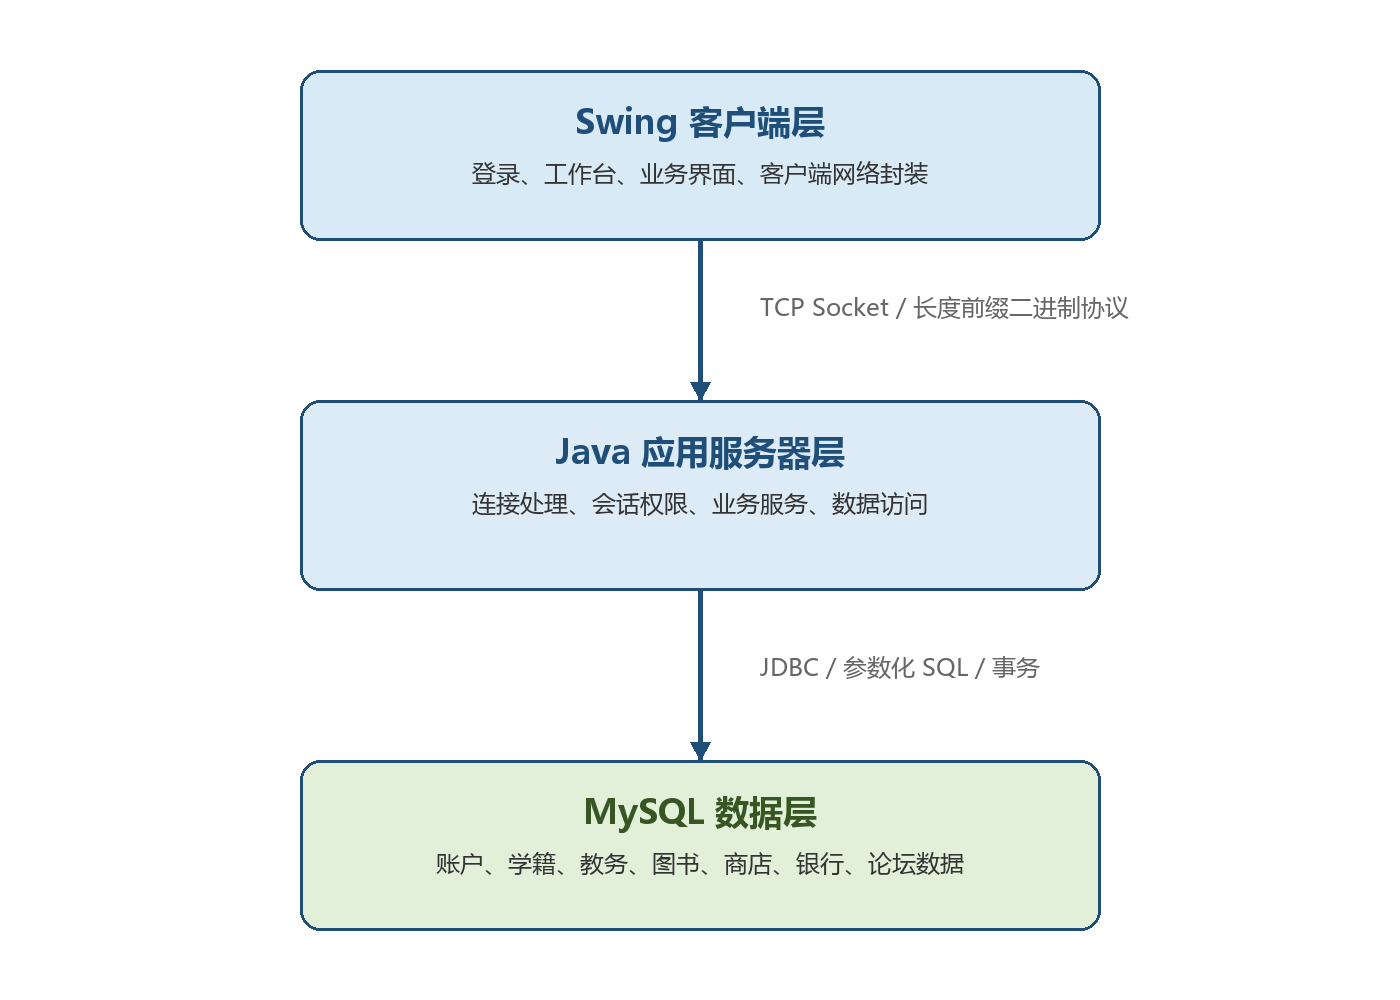 Swing 客户端层
登录、工作台、业务界面、客户端网络封装
TCP Socket / 长度前缀二进制协议
Java 应用服务器层
连接处理、会话权限、业务服务、数据访问
JDBC / 参数化 SQL / 事务
MySQL 数据层
账户、学籍、教务、图书、商店、银行、论坛数据